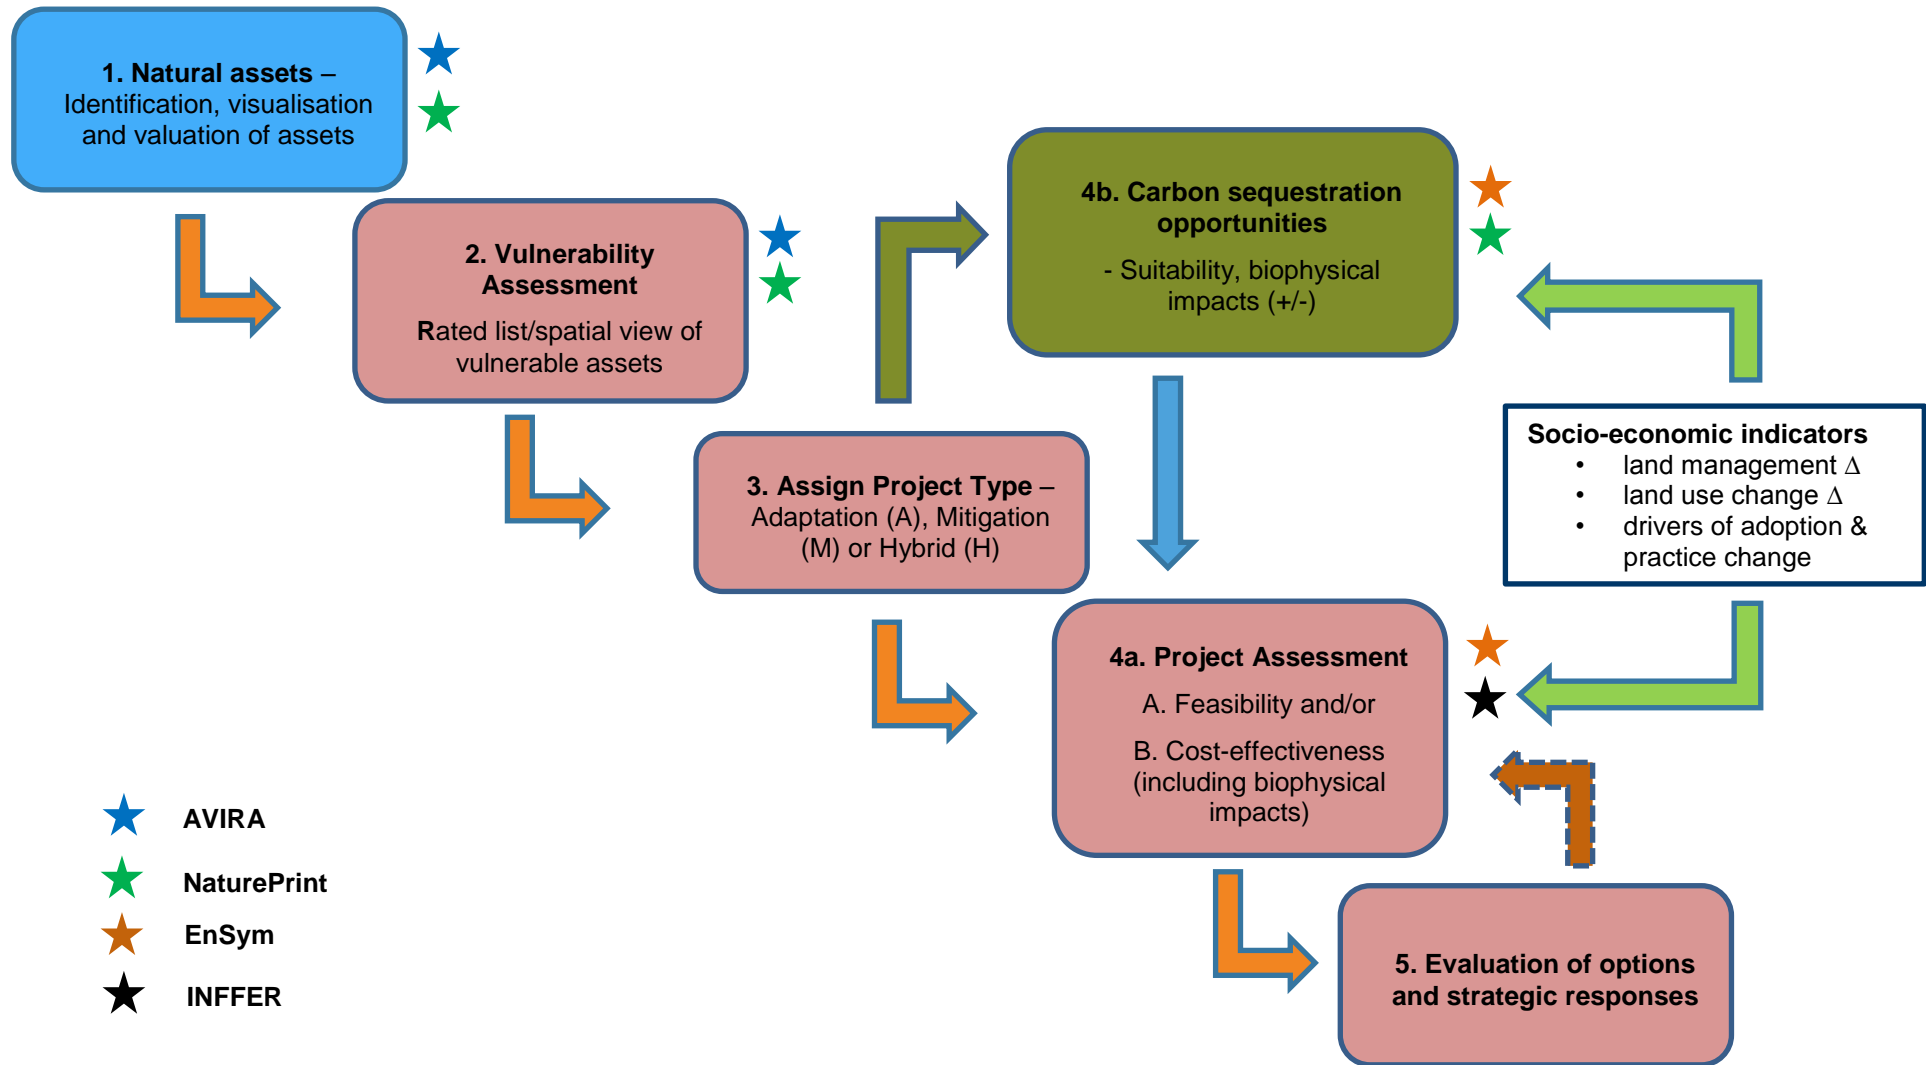 1. Natural assets –
Identification, visualisation
and valuation of assets
2. Vulnerability
Assessment
Rated list/spatial view of
vulnerable assets
3. Assign Project Type –
Adaptation (A), Mitigation
(M) or Hybrid (H)
4b. Carbon sequestration
opportunities
- Suitability, biophysical
impacts (+/-)
Socio-economic indicators
• land management Δ
• land use change Δ
• drivers of adoption &
practice change
4a. Project Assessment
A. Feasibility and/or
B. Cost-effectiveness
(including biophysical
impacts)
5. Evaluation of options
and strategic responses
AVIRA
NaturePrint
EnSym
INFFER